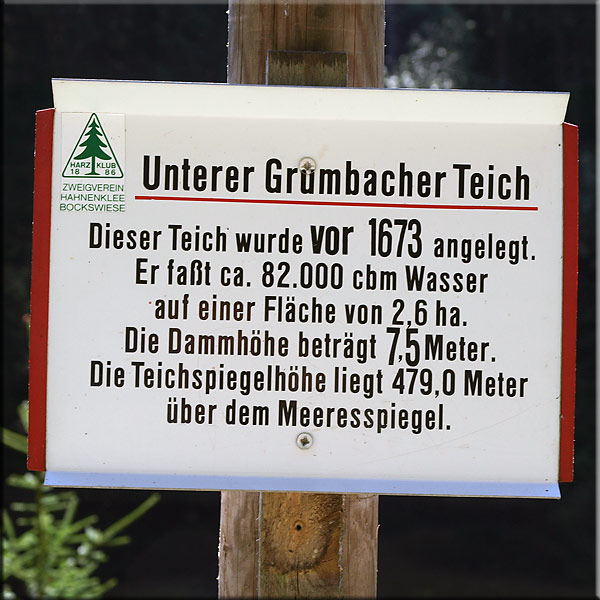 HARZ KLUB
18 86
ZWEIGVEREIN
HAHNENKLEE
BOCKSWIESE
Unterer Grumbacher Teich
Dieser Teich wurde vor 1673 angelegt.
Er faßt ca. 82.000 cbm Wasser
auf einer Fläche von 2,6 ha.
Die Dammhöhe beträgt 7,5 Meter.
Die Teichspiegelhöhe liegt 479,0 Meter
über dem Meeresspiegel.